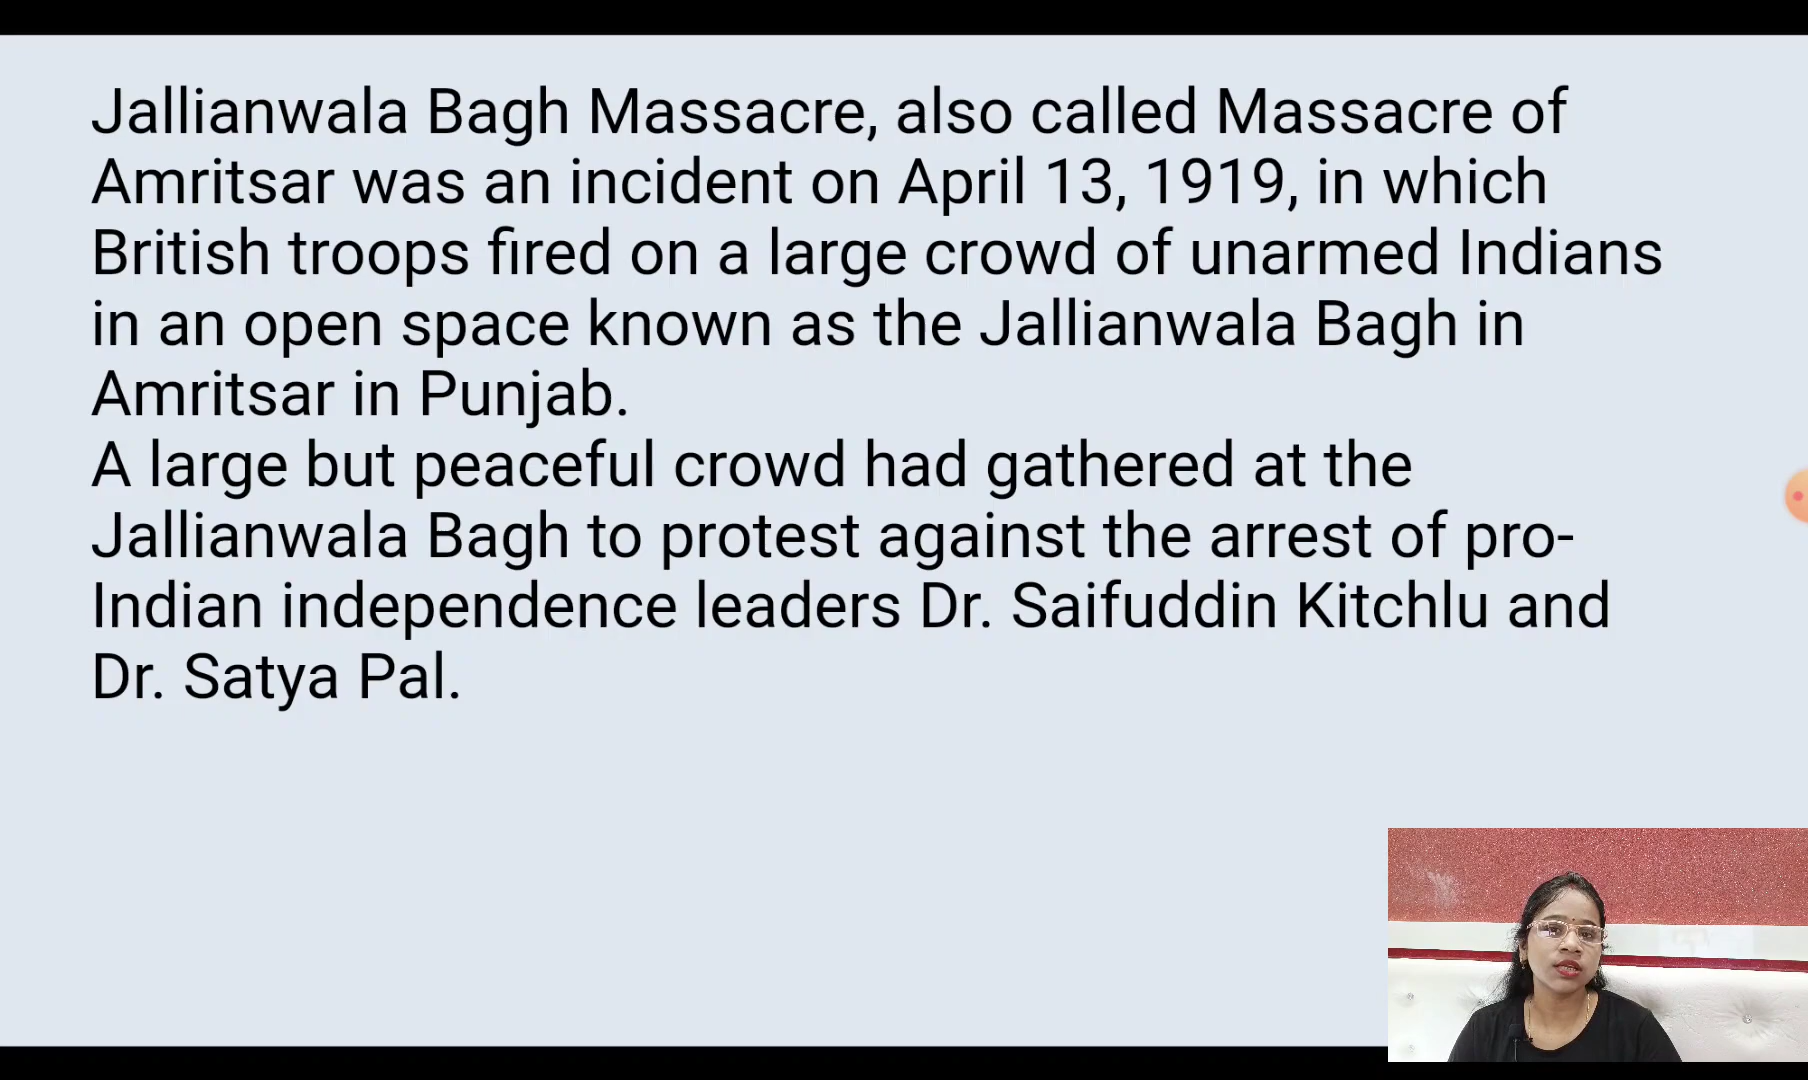 Jallianwala Bagh Massacre, also called Massacre of
Amritsar was an incident on April 13, 1919, in which
British troops fired on a large crowd of unarmed Indians
in an open space known as the Jallianwala Bagh in
Amritsar in Punjab.
A large but peaceful crowd had gathered at the
Jallianwala Bagh to protest against the arrest of pro-
Indian independence leaders Dr. Saifuddin Kitchlu and
Dr. Satya Pal.